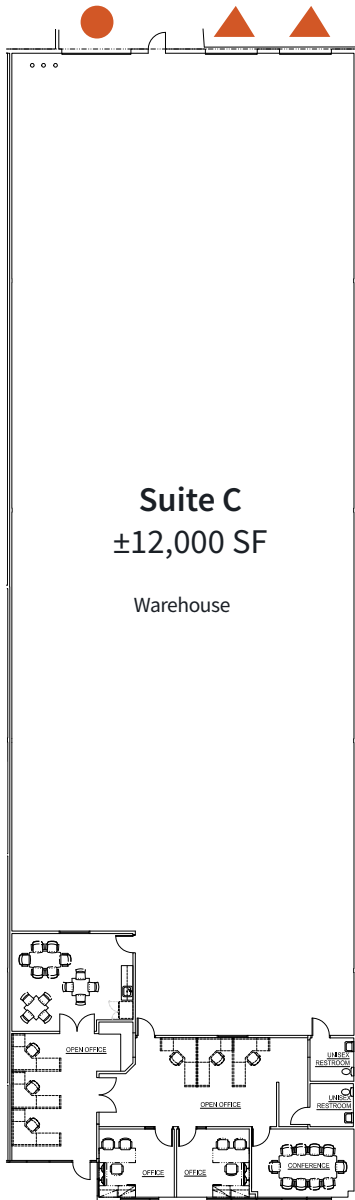 Suite C
±12,000 SF
Warehouse
OPEN OFFICE
UNISEX
RESTROOM
OPEN OFFICE
UNISEX
RESTROOM
OFFICE
OFFICE
CONFERENCE